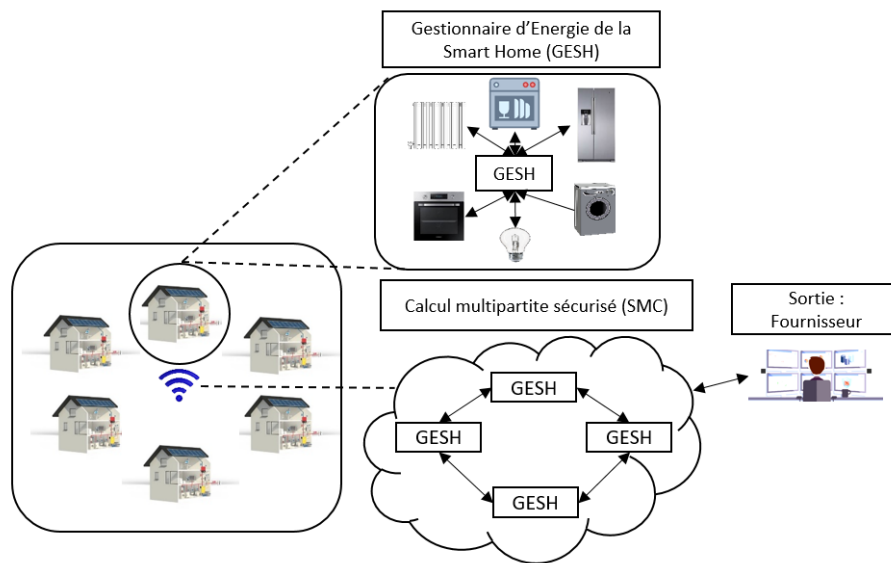 Gestionnaire d'Energie de la
Smart Home (GESH)
GESH
Calcul multipartite sécurisé (SMC)
Sortie :
Fournisseur
GESH
GESH
GESH
GESH